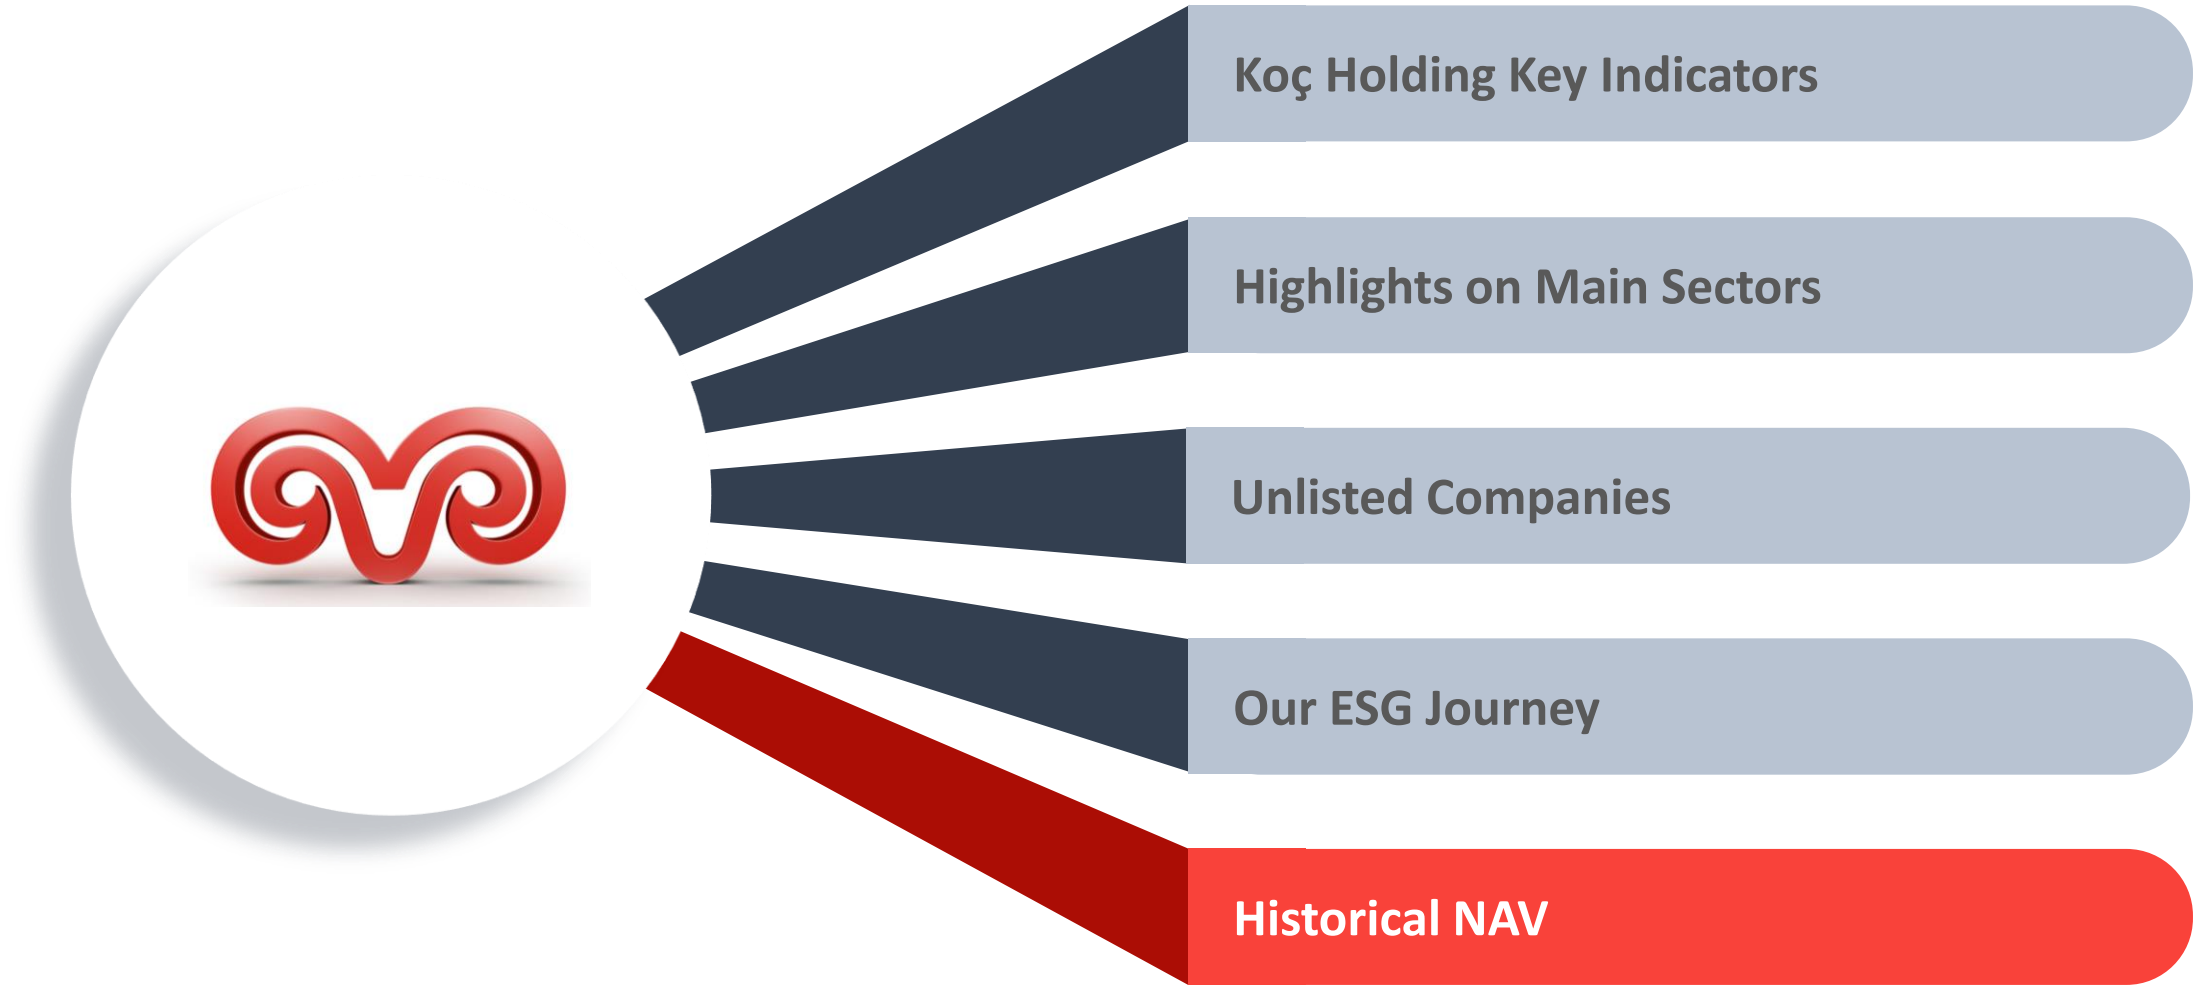 Koç Holding Key Indicators
Highlights on Main Sectors
Unlisted Companies
Our ESG Journey
Historical NAV